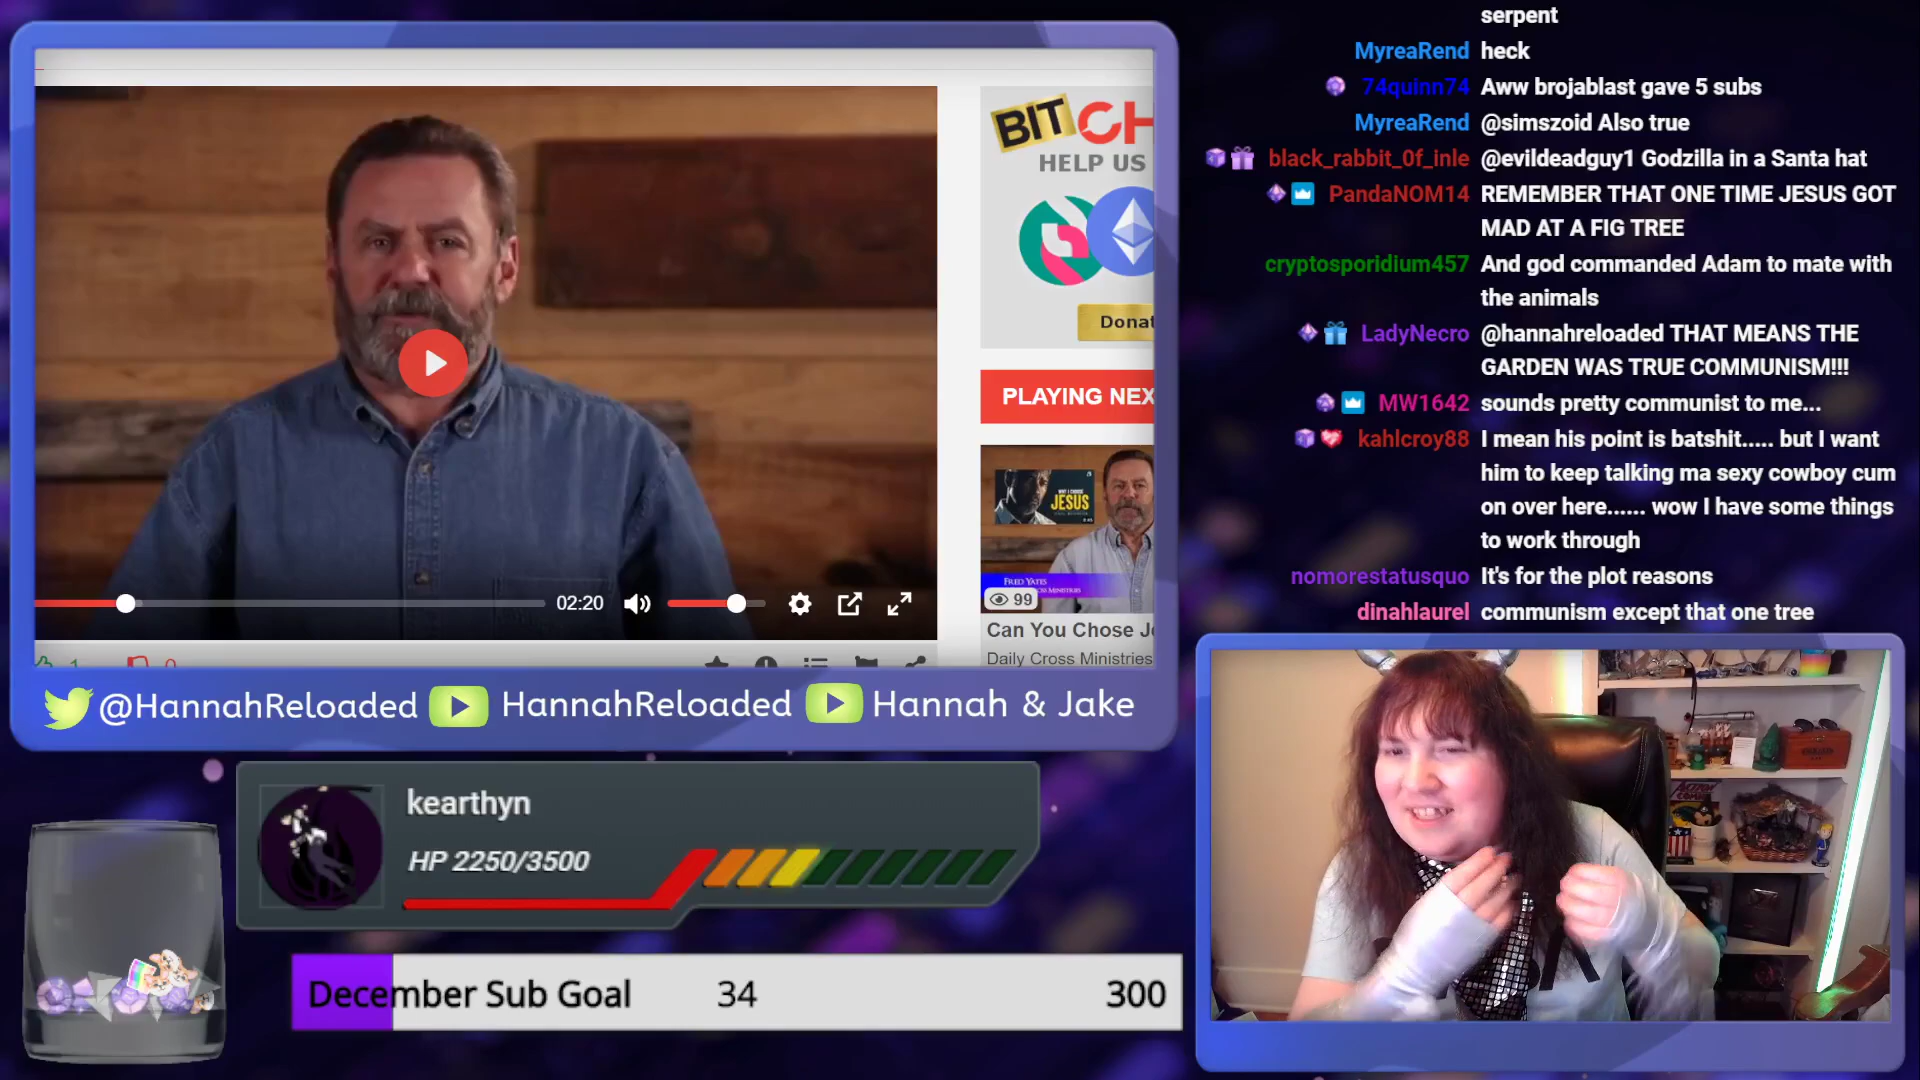 BIT CH
HELP US
Donat
PLAYING NEX
WHY I CHOSE
JESUS
FRED YATES
99
Can You Chose J
Daily Cross Ministries
02:20
1 0
@HannahReloaded HannahReloaded Hannah & Jake
kearthyn
HP 2250/3500
December Sub Goal 34 300
serpent
MyreaRend heck
74quinn74 Aww brojablast gave 5 subs
MyreaRend @simszoid Also true
black_rabbit_0f_inle @evildeadguy1 Godzilla in a Santa hat
PandaNOM14 REMEMBER THAT ONE TIME JESUS GOT
MAD AT A FIG TREE
cryptosporidium457 And god commanded Adam to mate with
the animals
LadyNecro @hannahreloaded THAT MEANS THE
GARDEN WAS TRUE COMMUNISM!!!
MW1642 sounds pretty communist to me...
kahlcroy88 I mean his point is batshit..... but I want
him to keep talking ma sexy cowboy cum
on over here...... wow I have some things
to work through
nomorestatusquo It's for the plot reasons
dinahlaurel communism except that one tree